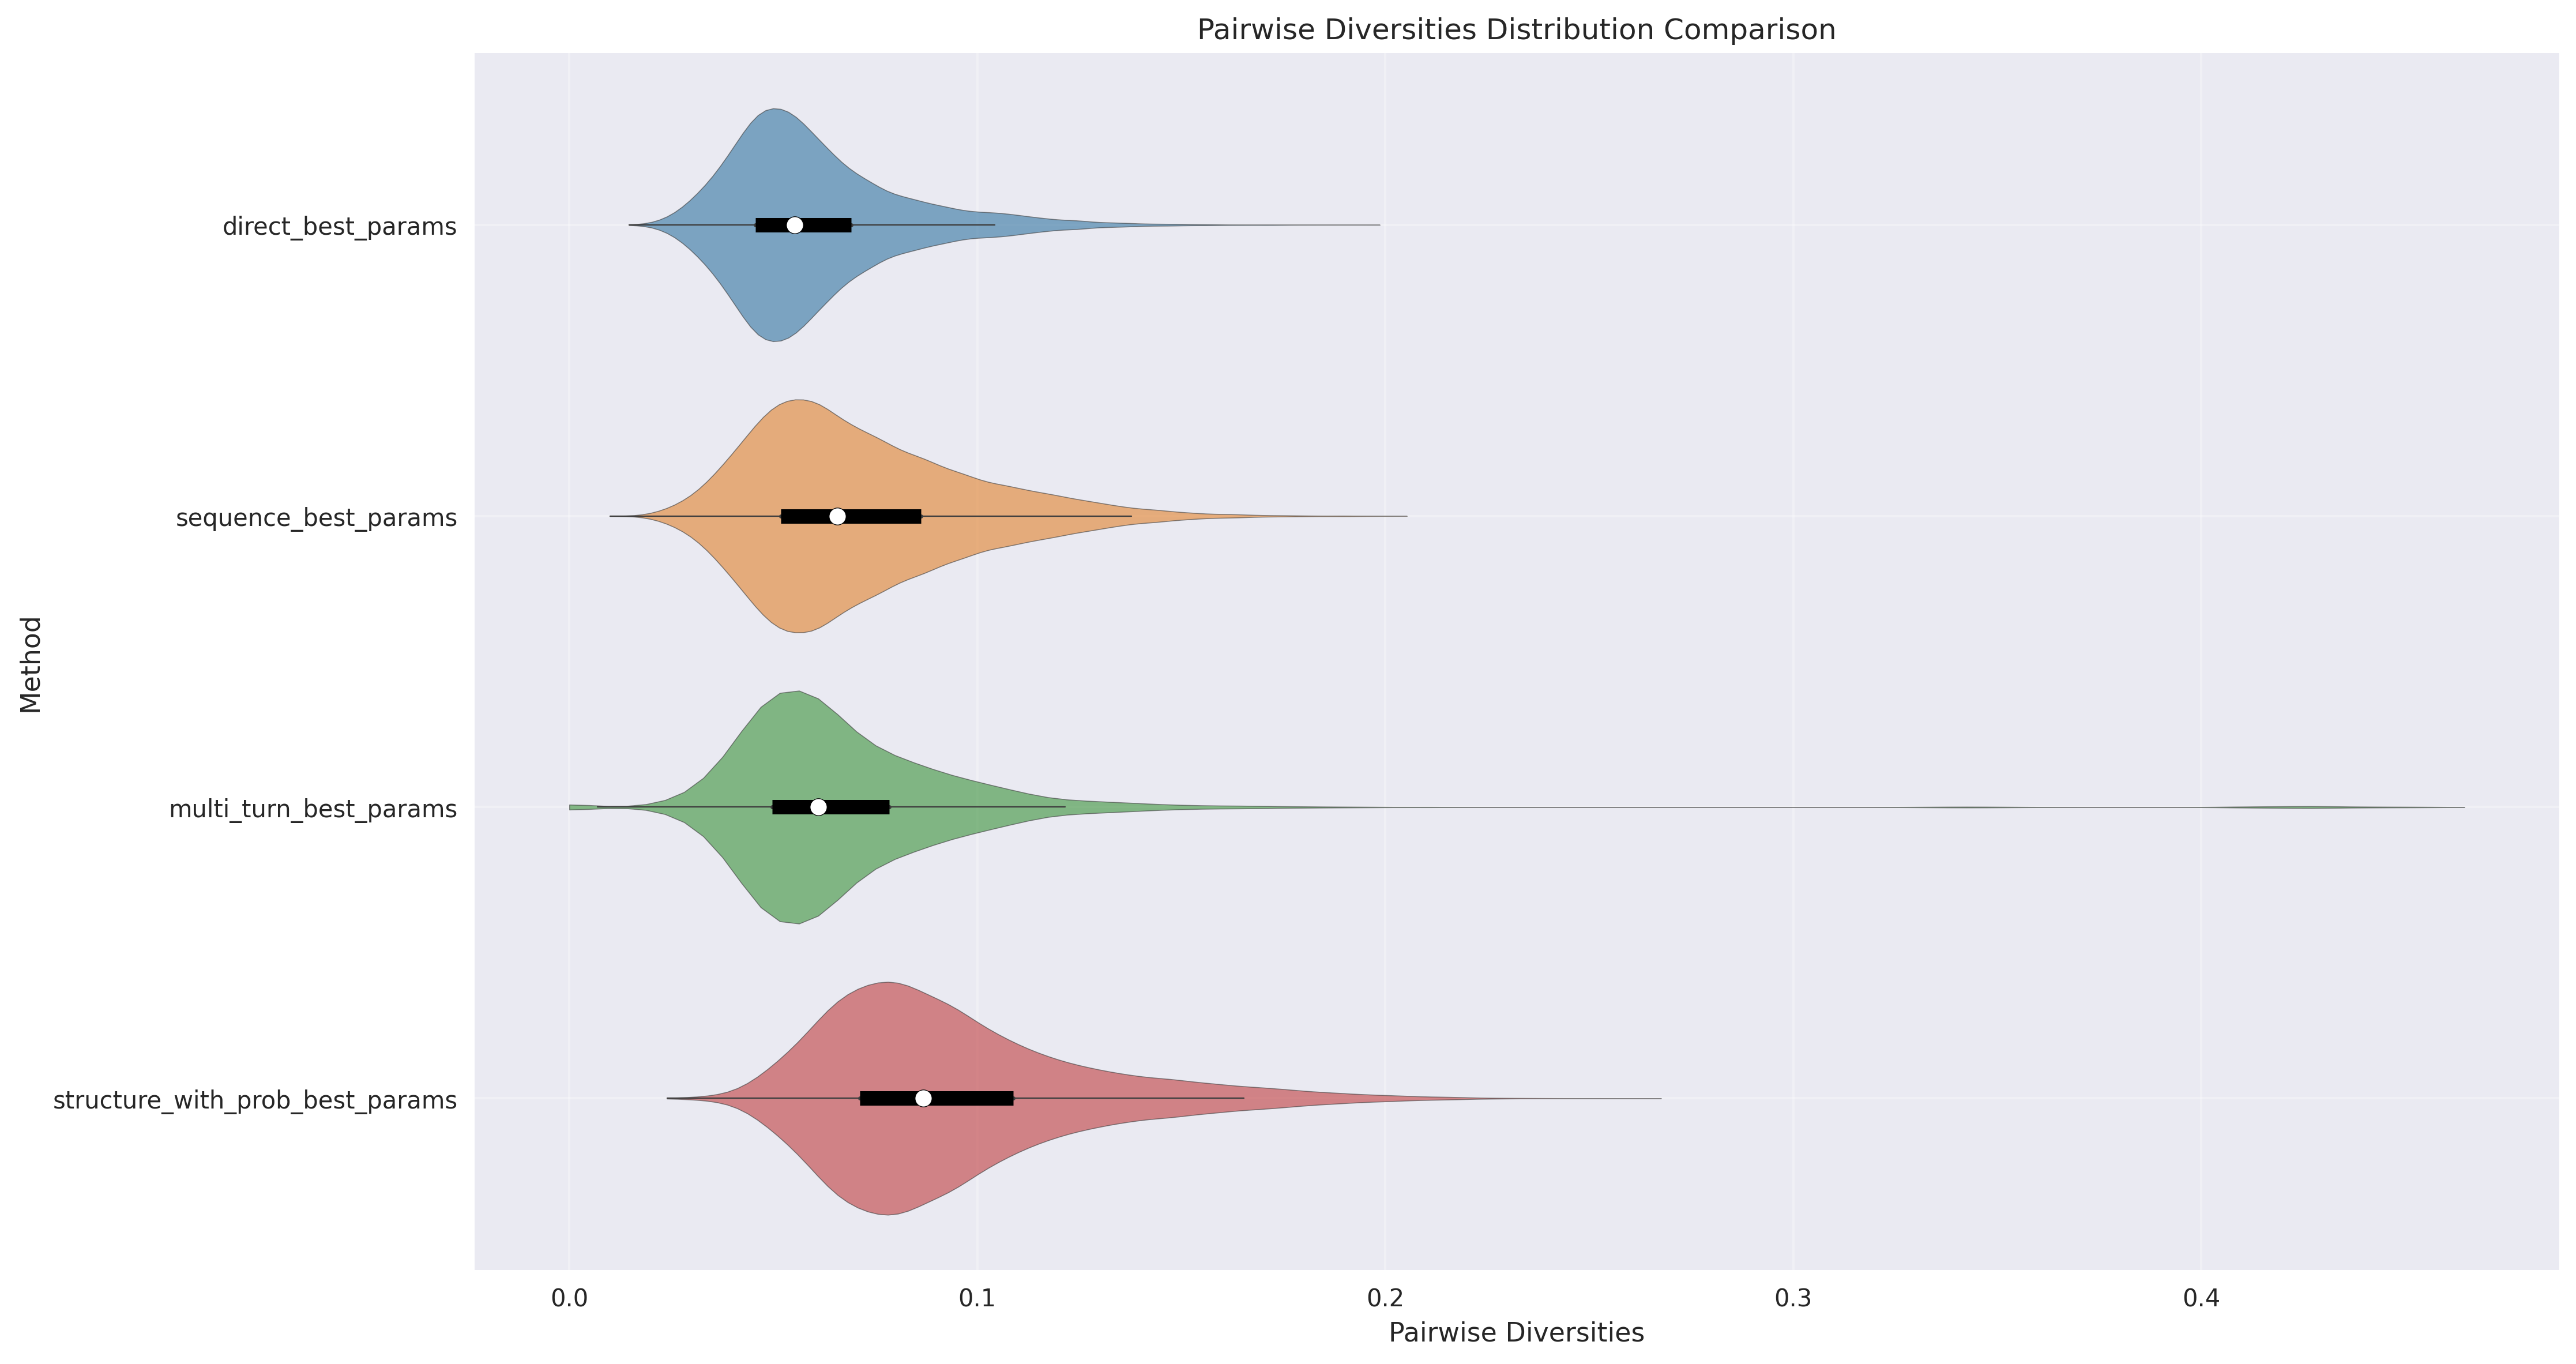 Pairwise Diversities Distribution Comparison
direct_best_params
sequence_best_params
multi_turn_best_params
structure_with_prob_best_params
Method
0.0 0.1 0.2 0.3 0.4
Pairwise Diversities